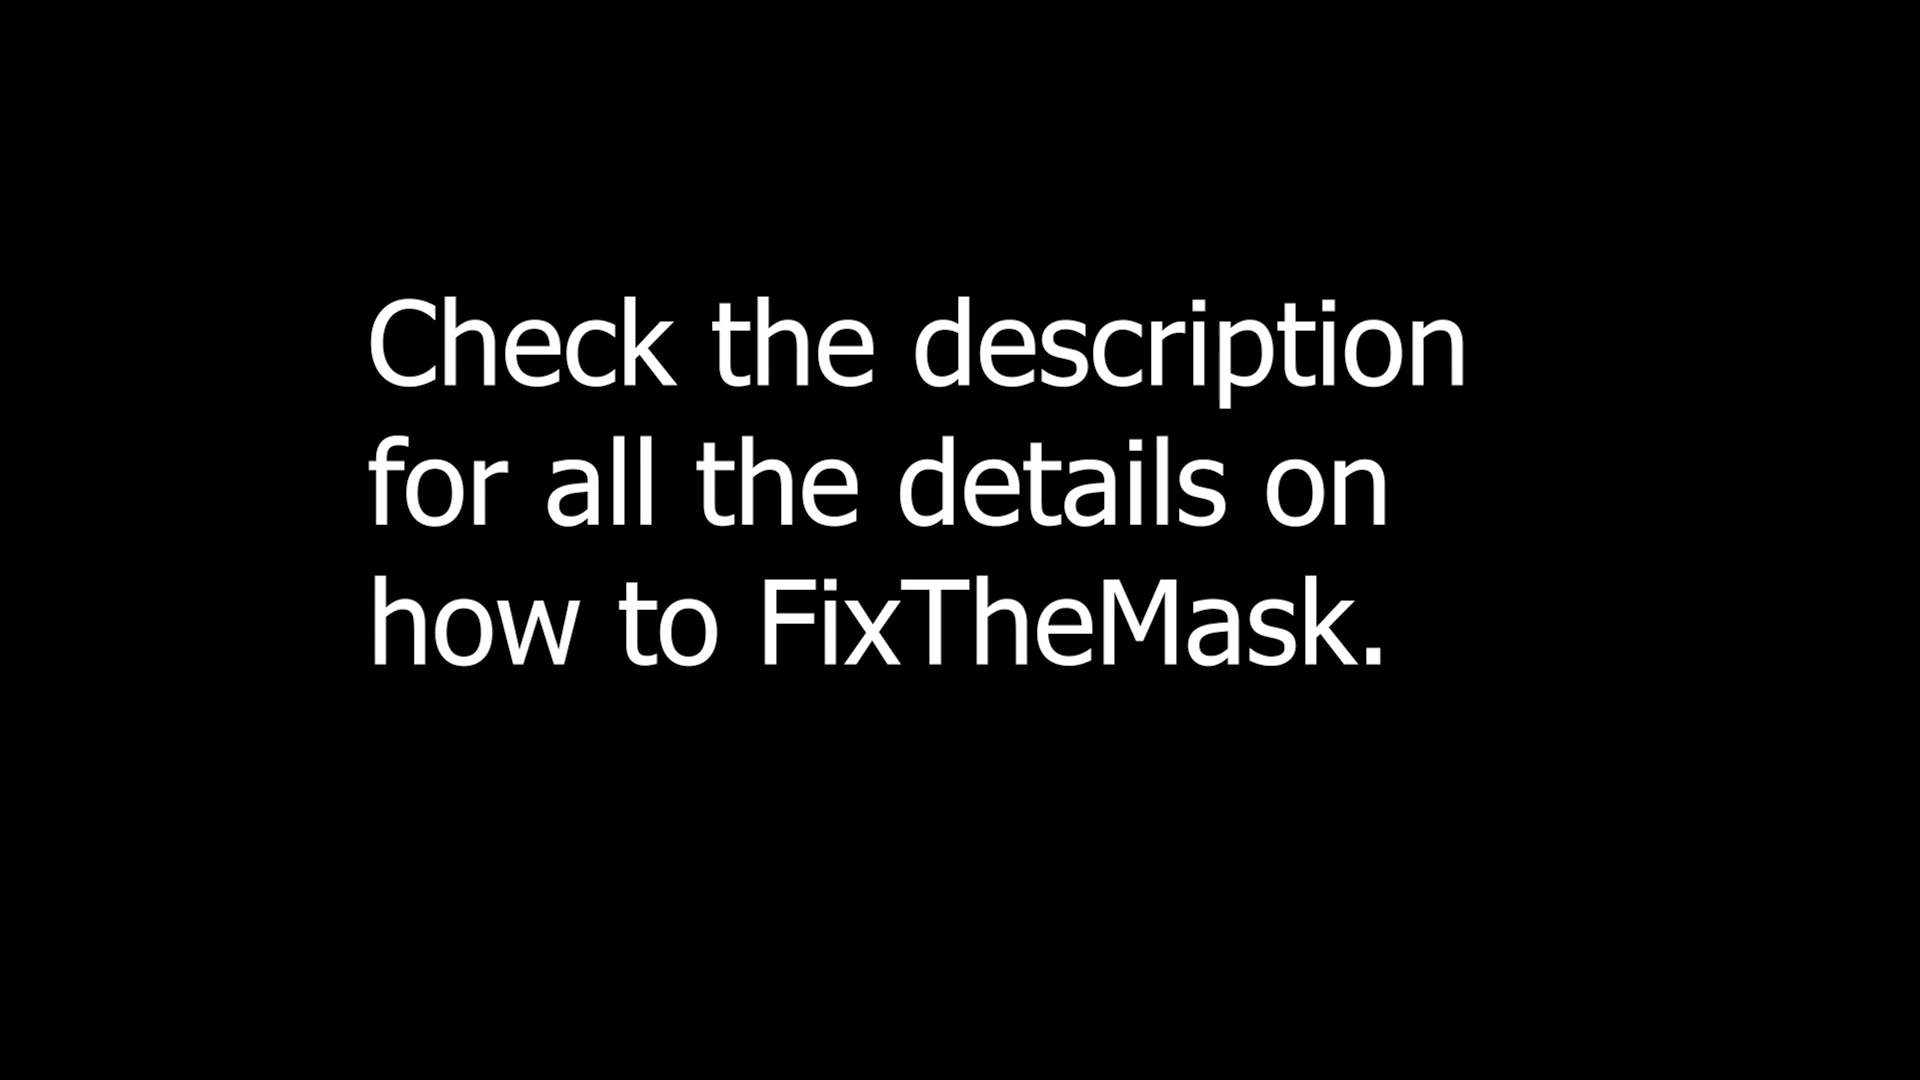 Check the description
for all the details on
how to FixTheMask.